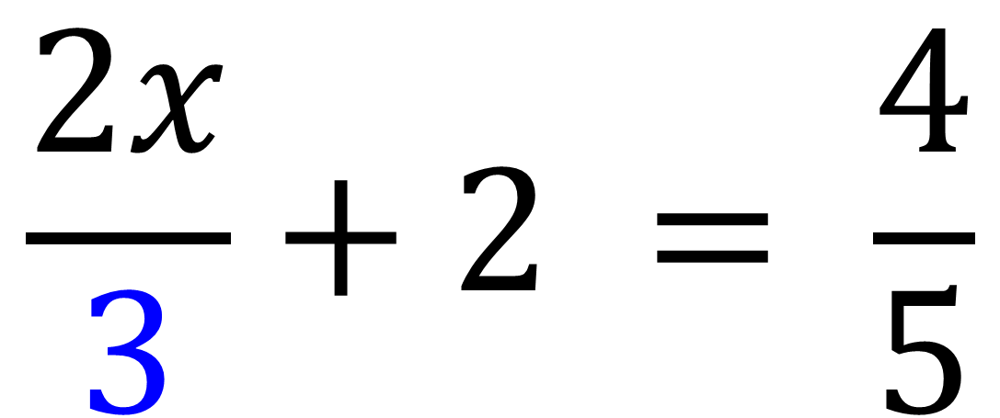 2x/3 + 2 = 4/5